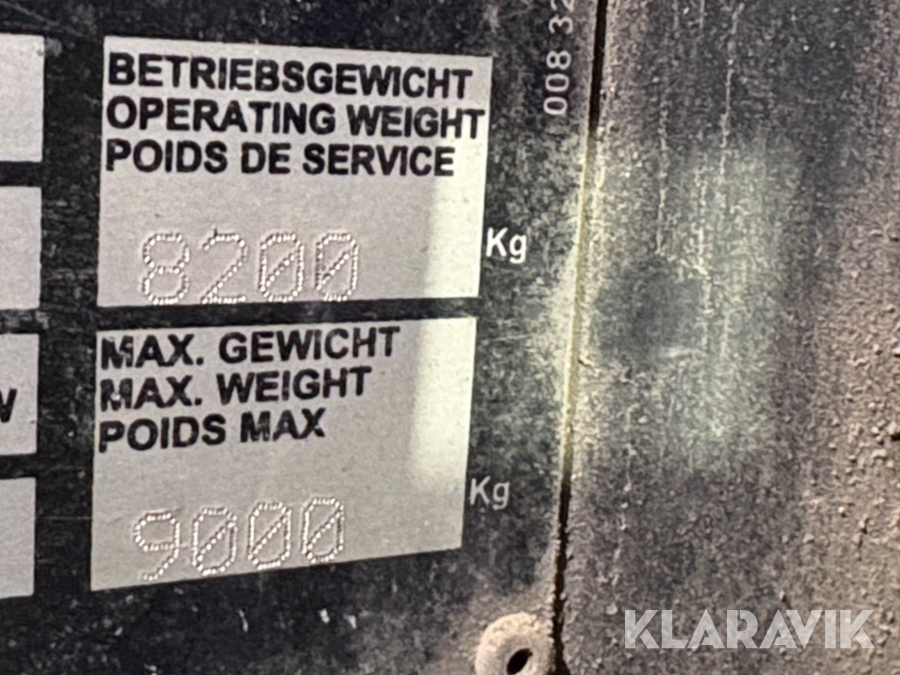 BETRIEBSGEWICHT
OPERATING WEIGHT
POIDS DE SERVICE
8200 Kg
MAX. GEWICHT
MAX. WEIGHT
POIDS MAX
9000 Kg
008 32
W
KLARAVIK